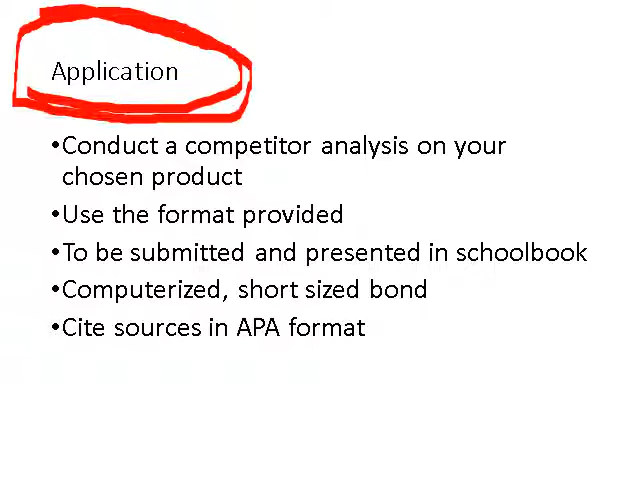 Application
•Conduct a competitor analysis on your
chosen product
•Use the format provided
•To be submitted and presented in schoolbook
•Computerized, short sized bond
•Cite sources in APA format